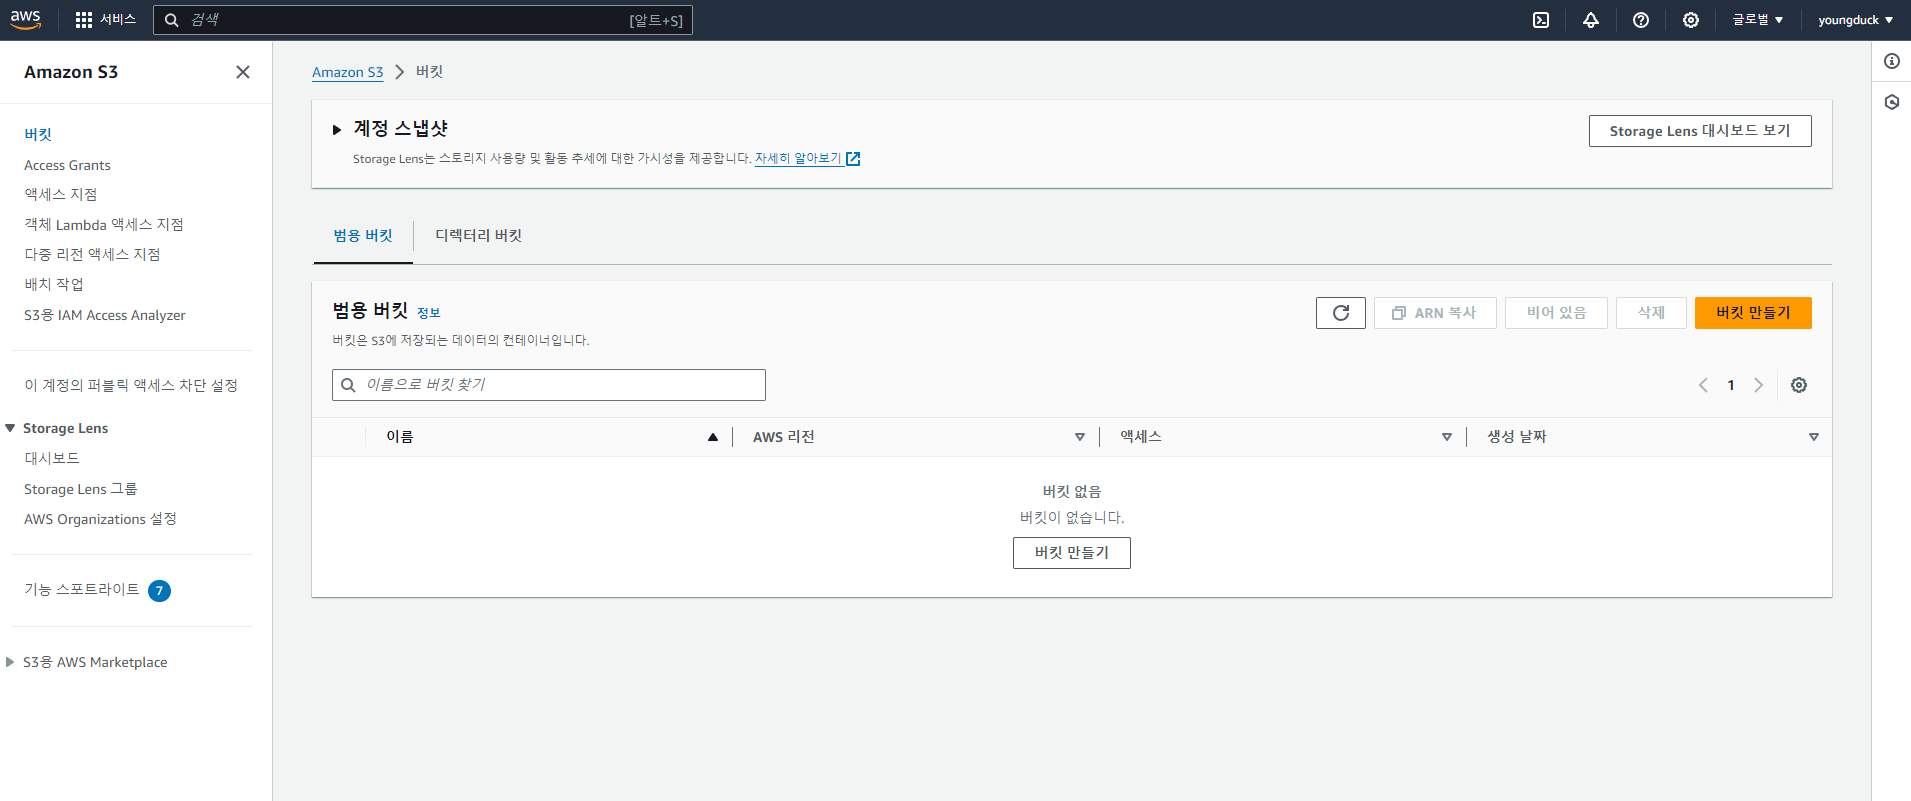 aws
서비스
검색
[알트+S]
글로벌
youngduck
Amazon S3
버킷
Access Grants
액세스 지점
객체 Lambda 액세스 지점
다중 리전 액세스 지점
배치 작업
S3용 IAM Access Analyzer
이 계정의 퍼블릭 액세스 차단 설정
Storage Lens
대시보드
Storage Lens 그룹
AWS Organizations 설정
기능 스포트라이트 7
S3용 AWS Marketplace
Amazon S3 > 버킷
계정 스냅샷
Storage Lens는 스토리지 사용량 및 활동 추세에 대한 가시성을 제공합니다. 자세히 알아보기
Storage Lens 대시보드 보기
범용 버킷
디렉터리 버킷
범용 버킷 정보
버킷은 S3에 저장되는 데이터의 컨테이너입니다.
ARN 복사
비어 있음
삭제
버킷 만들기
이름으로 버킷 찾기
1
이름
AWS 리전
액세스
생성 날짜
버킷 없음
버킷이 없습니다.
버킷 만들기